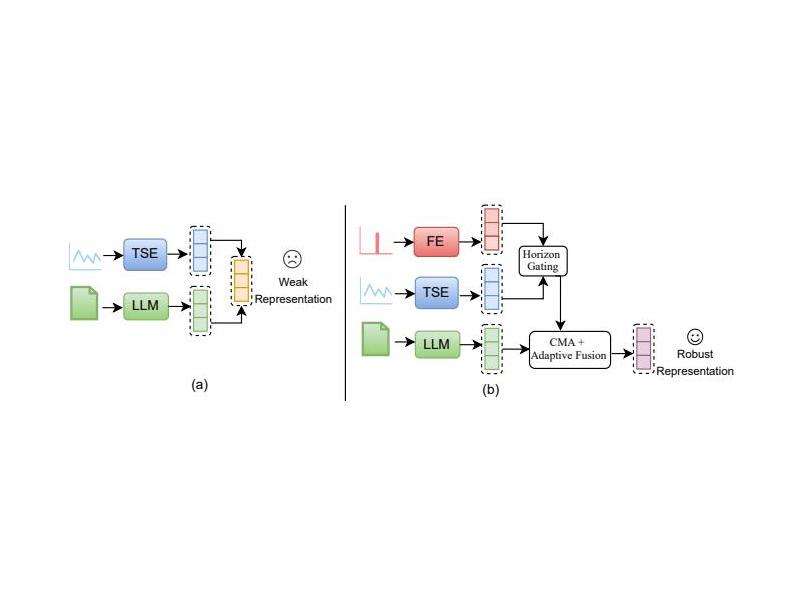 TSE
LLM
Weak
Representation
(a)
FE
TSE
LLM
Horizon
Gating
CMA +
Adaptive Fusion
Robust
Representation
(b)